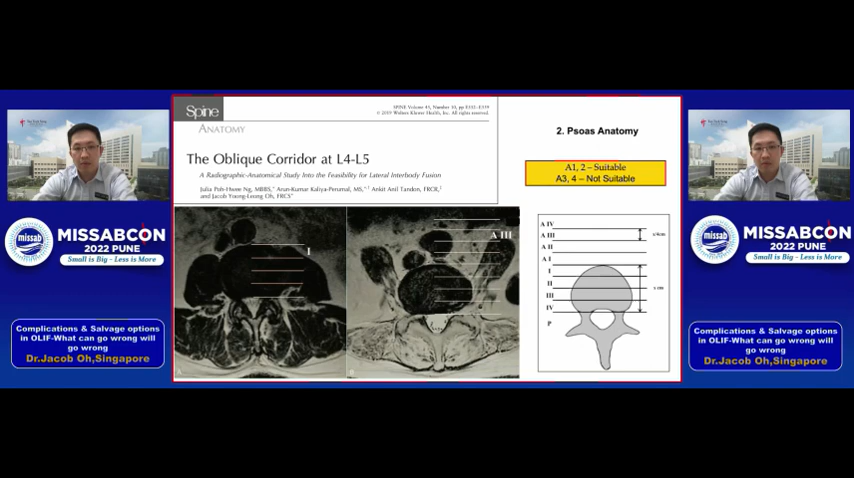 missab
MISSABCON
2022 PUNE
Small is Big - Less is More
Complications & Salvage options
in OLIF-What can go wrong will
go wrong
Dr.Jacob Oh,Singapore
Spine
SPINE Volume 45, Number 10, pp
© 2019 Wolters Kluwer Health, Inc. All rights reserved.
ANATOMY
The Oblique Corridor at L4-L5
A Radiographic-Anatomical Study Into the Feasibility for Lateral Interbody Fusion
Julia Poh-Hwee Ng, MBBS, Arun-Kumar Kaliya-Perumal, MS, Ankit Anil Tandon, FRCR,
and Jacob Yoong-Leong Oh, FRCS
I
A III
2. Psoas Anatomy
A1, 2 – Suitable
A3, 4 – Not Suitable
A IV
A III
A II
A I
I
II
III
IV
P
missab
MISSABCON
2022 PUNE
Small is Big - Less is More
Complications & Salvage options
in OLIF-What can go wrong will
go wrong
Dr.Jacob Oh,Singapore